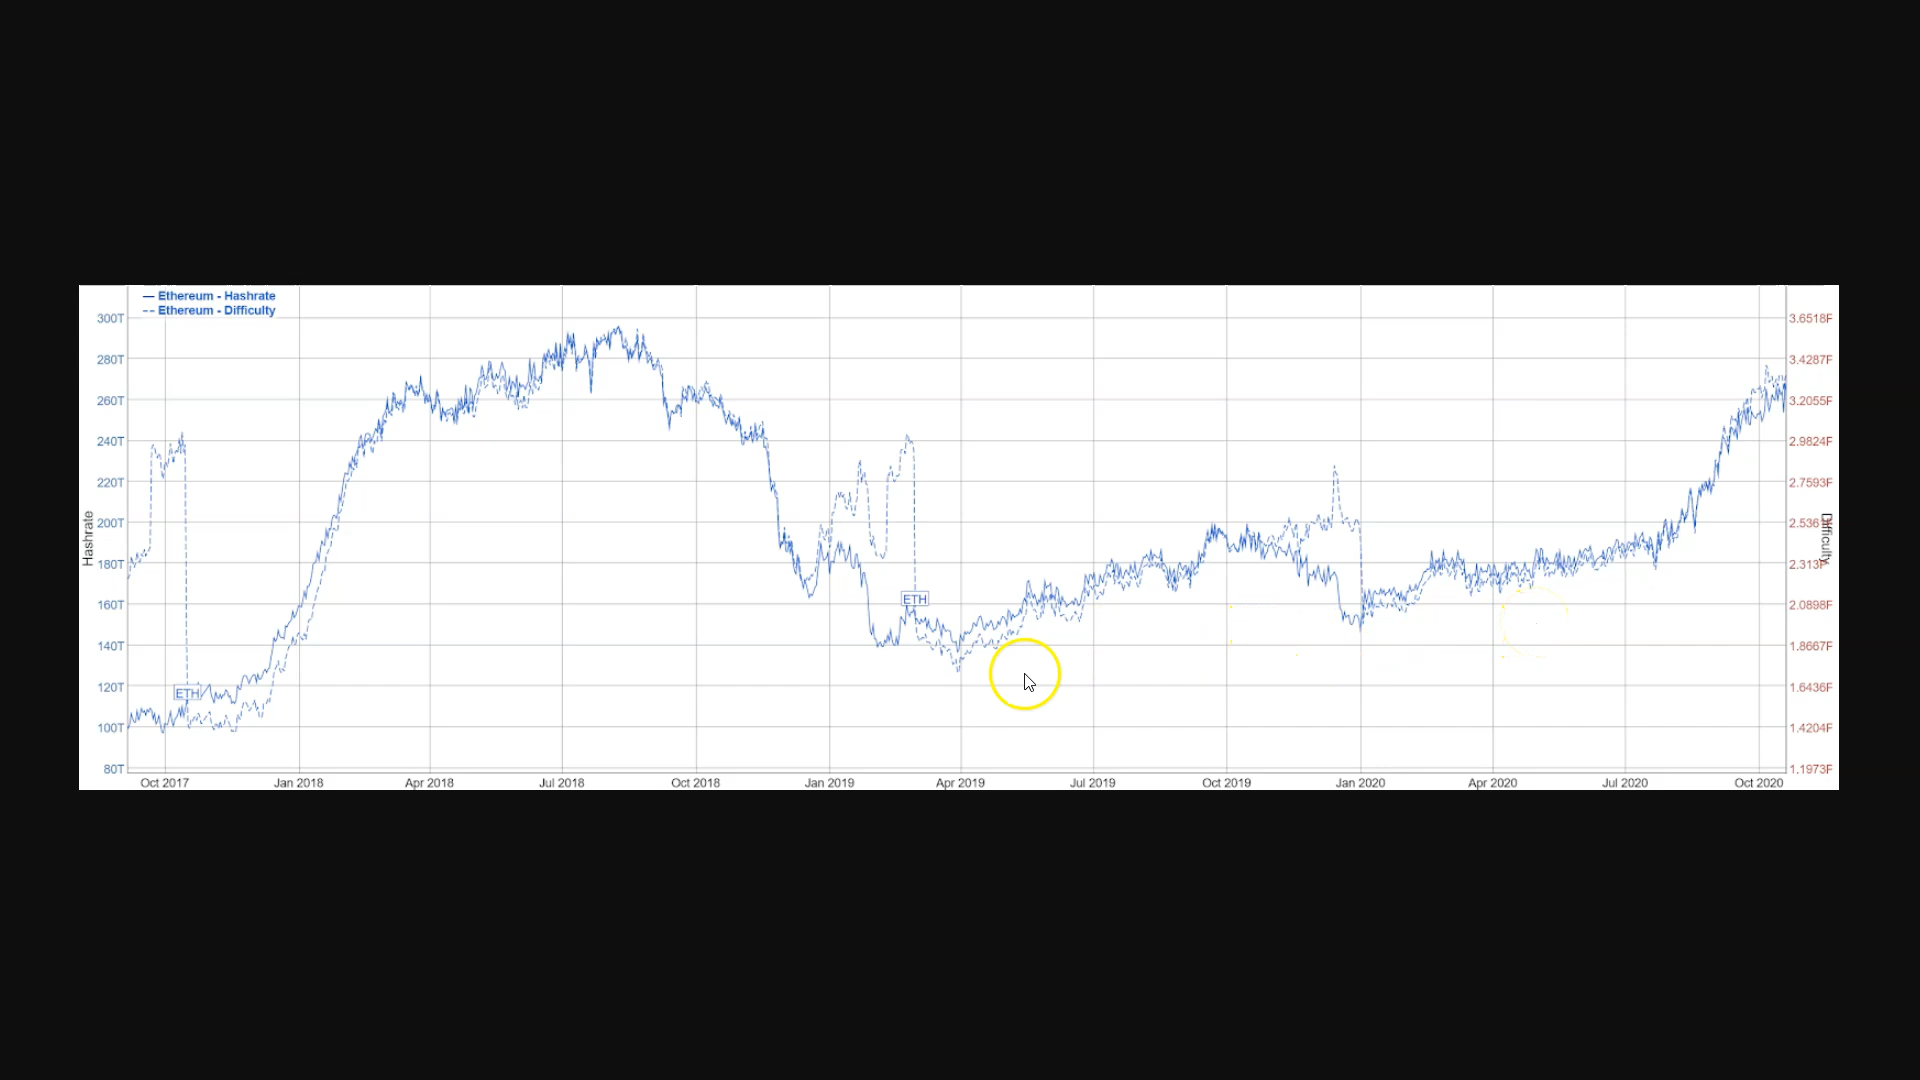 — Ethereum - Hashrate
-- Ethereum - Difficulty
300T
280T
260T
240T
220T
200T
180T
160T
140T
120T
100T
80T
Hashrate
ETH
ETH
3.6518F
3.4287F
3.2055F
2.9824F
2.7593F
2.313F
2.0898F
1.8667F
1.6436F
1.4204F
1.1973F
Difficulty
Oct 2017 Jan 2018 Apr 2018 Jul 2018 Oct 2018 Jan 2019 Apr 2019 Jul 2019 Oct 2019 Jan 2020 Apr 2020 Jul 2020 Oct 2020